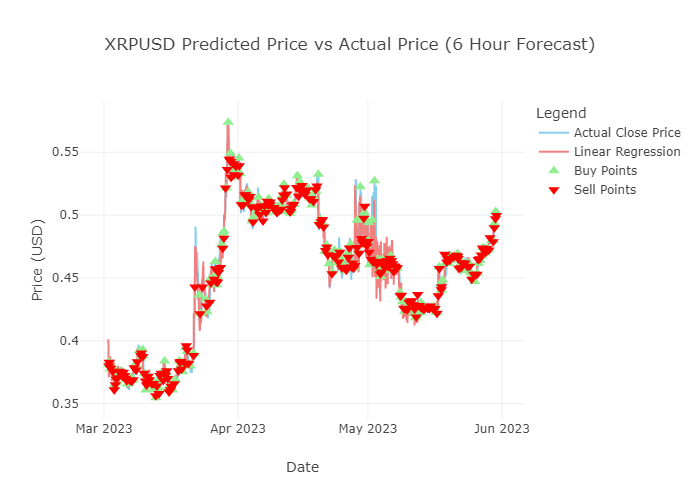 XRPUSD Predicted Price vs Actual Price (6 Hour Forecast)
Legend
Actual Close Price
Linear Regression
Buy Points
Sell Points
Price (USD)
0.55
0.5
0.45
0.4
0.35
Mar 2023
Apr 2023
May 2023
Jun 2023
Date